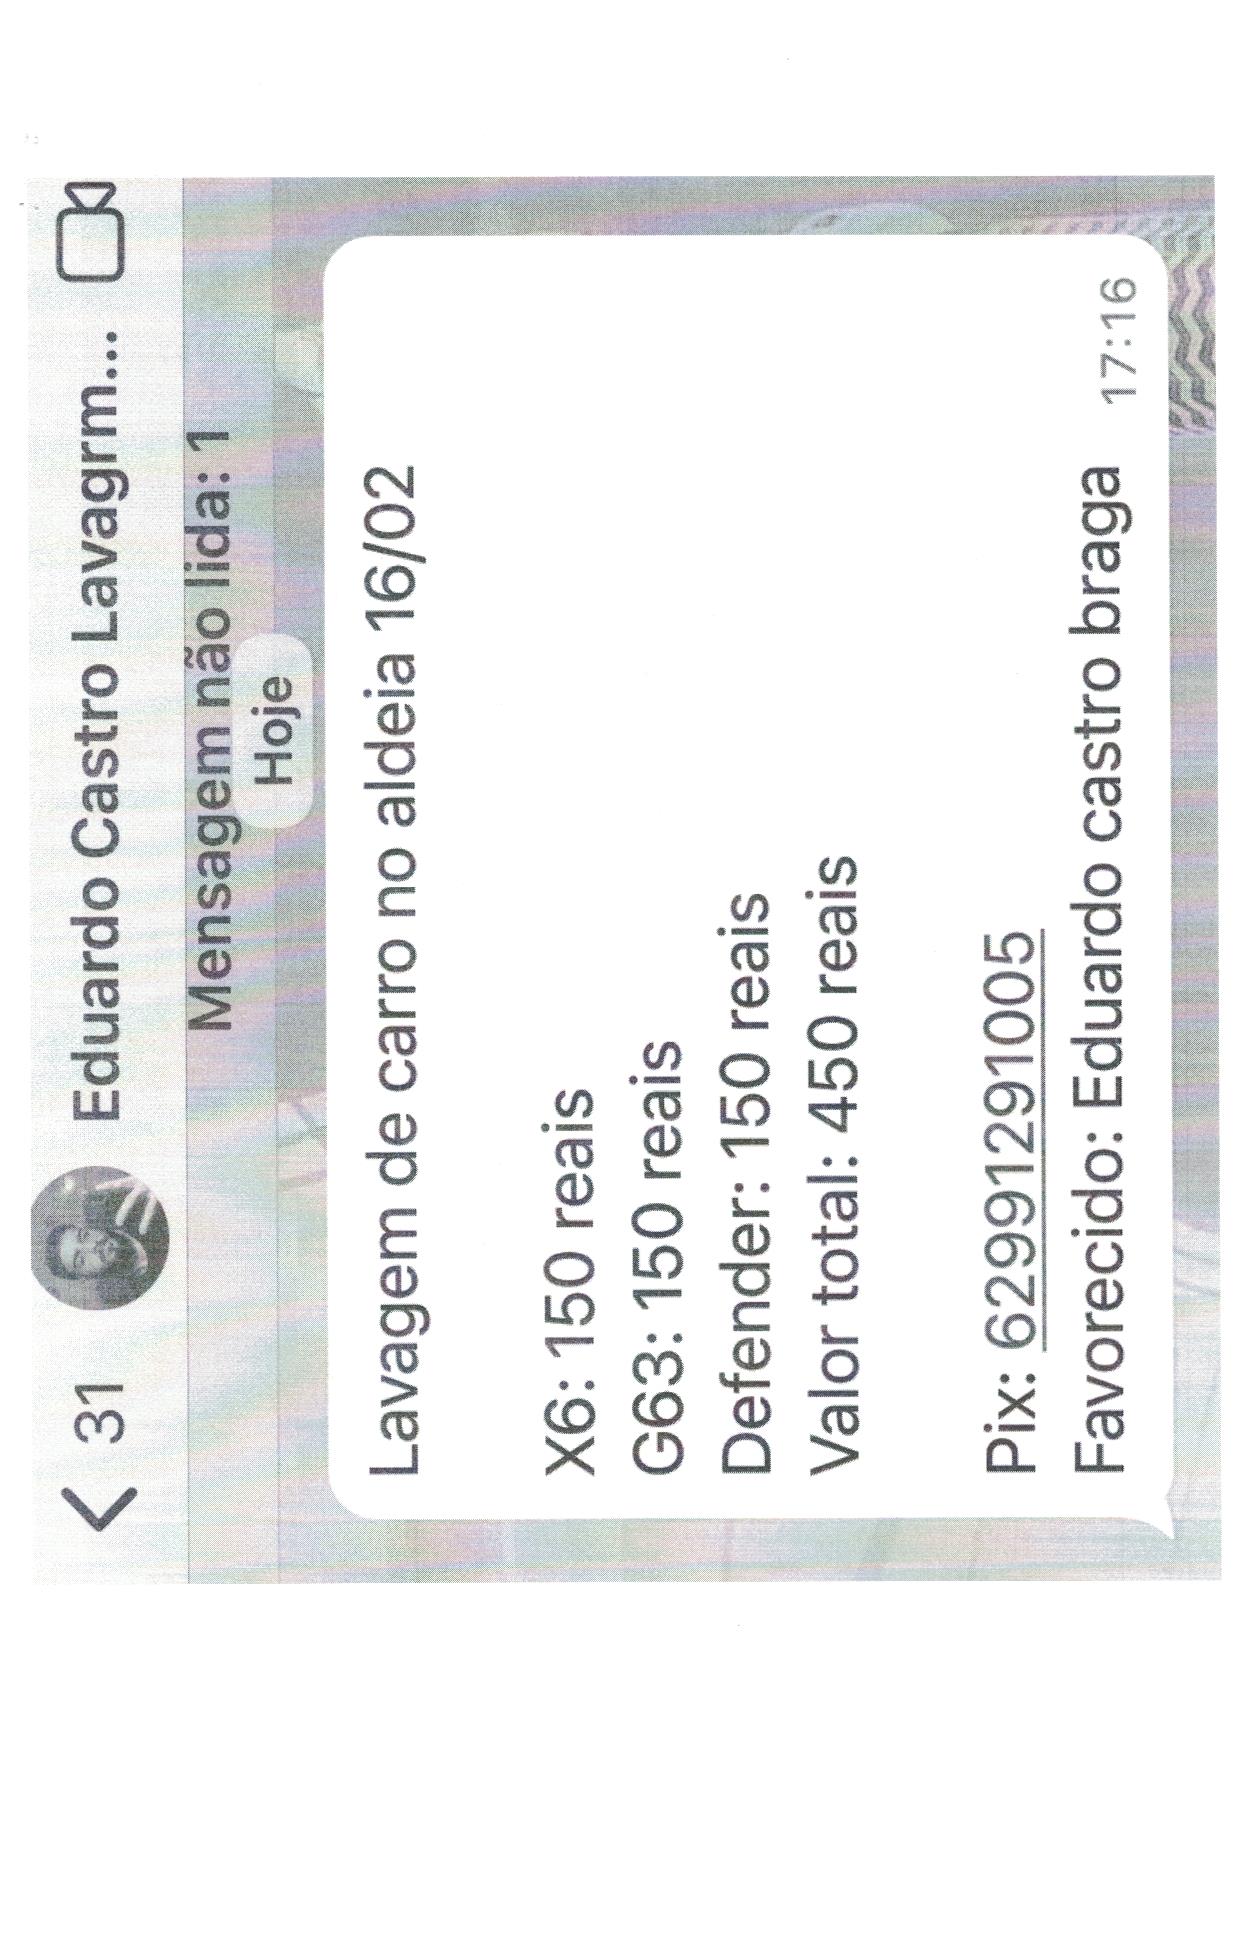 31 Eduardo Castro Lavagrm...
Mensagem não lida: 1
Hoje
Lavagem de carro no aldeia 16/02
X6: 150 reais
G63: 150 reais
Defender: 150 reais
Valor total: 450 reais
Pix: 62991291005
Favorecido: Eduardo castro braga
17:16